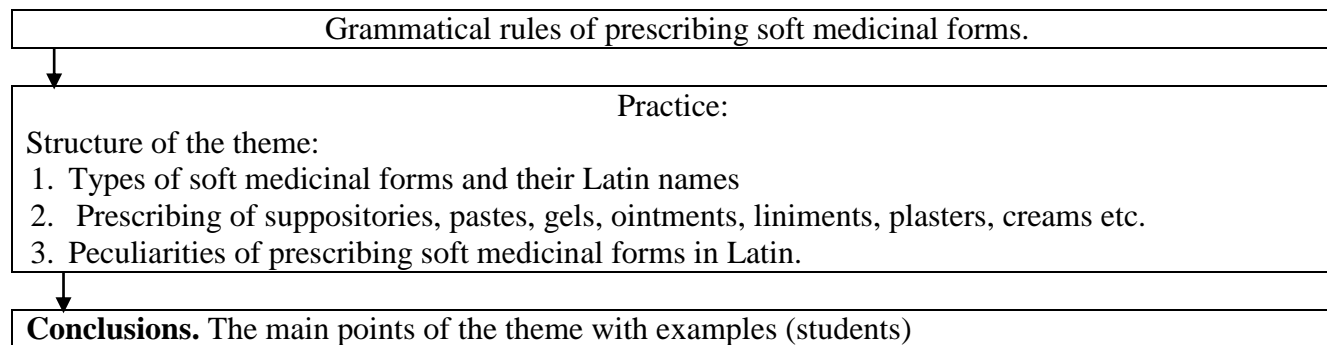 Grammatical rules of prescribing soft medicinal forms.
Practice:
Structure of the theme:
1. Types of soft medicinal forms and their Latin names
2. Prescribing of suppositories, pastes, gels, ointments, liniments, plasters, creams etc.
3. Peculiarities of prescribing soft medicinal forms in Latin.
Conclusions. The main points of the theme with examples (students)